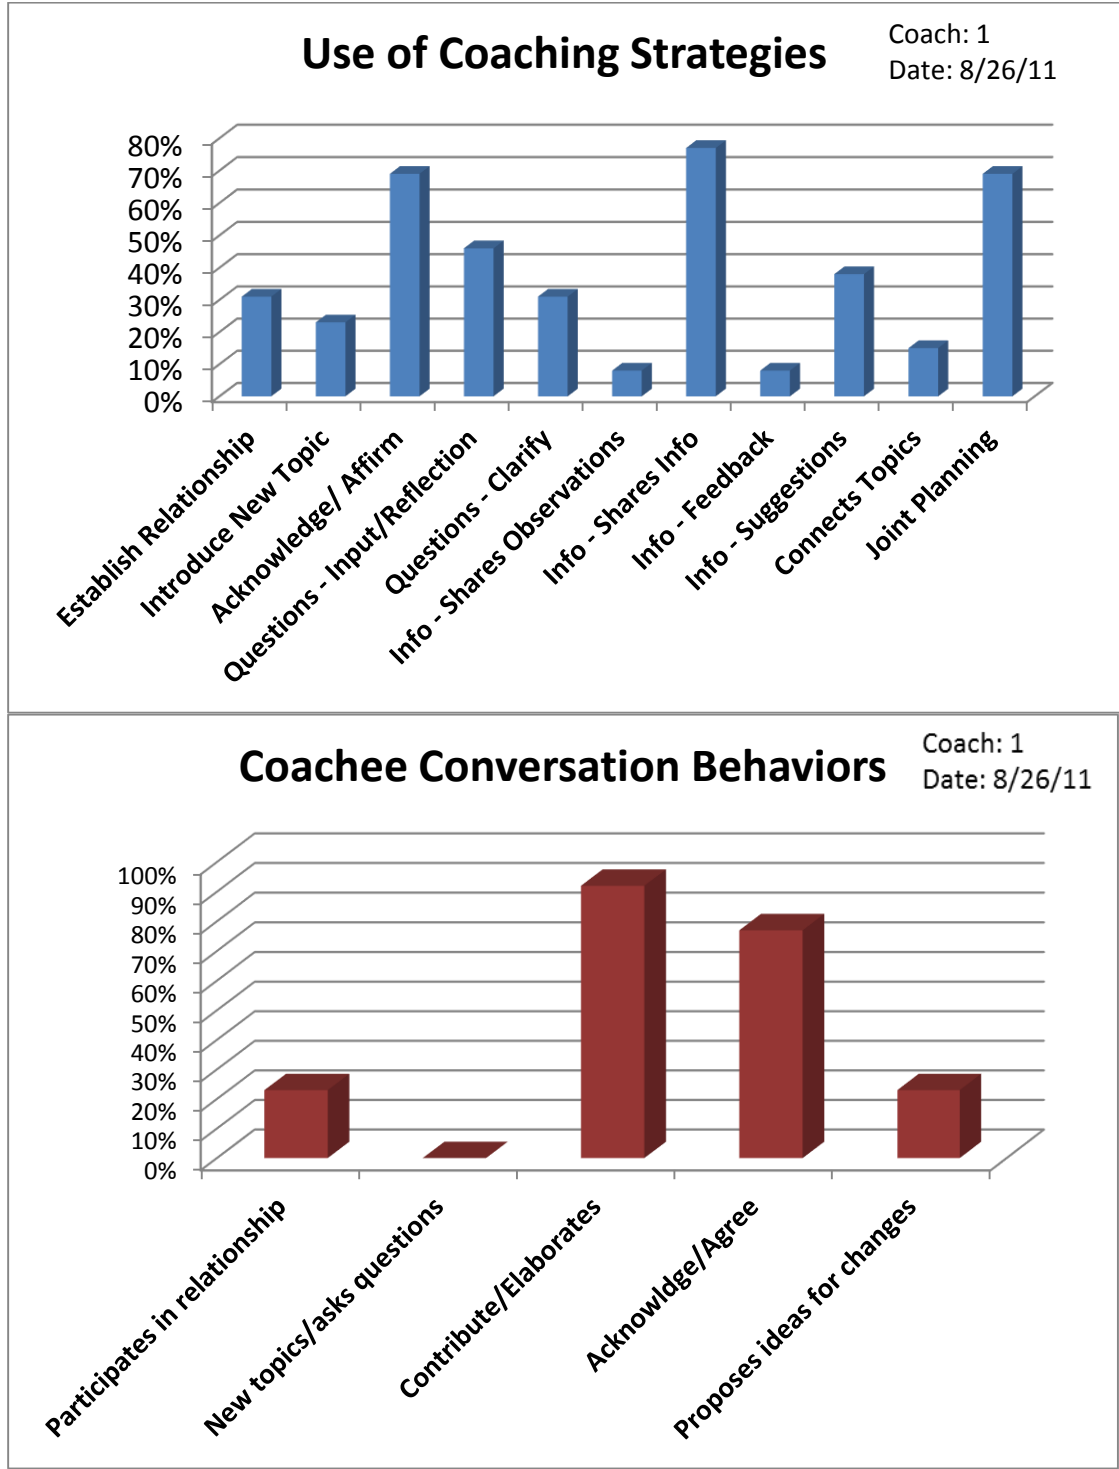 Use of Coaching Strategies
Coach: 1
Date: 8/26/11
80%
70%
60%
50%
40%
30%
20%
10%
0%
Establish Relationship
Introduce New Topic
Acknowledge/ Affirm
Questions - Input/Reflection
Questions - Clarify
Info - Shares Observations
Info - Shares Info
Info - Feedback
Info - Suggestions
Connects Topics
Joint Planning
Coachee Conversation Behaviors
Coach: 1
Date: 8/26/11
100%
90%
80%
70%
60%
50%
40%
30%
20%
10%
0%
Participates in relationship
New topics/asks questions
Contribute/Elaborates
Acknowldge/Agree
Proposes ideas for changes